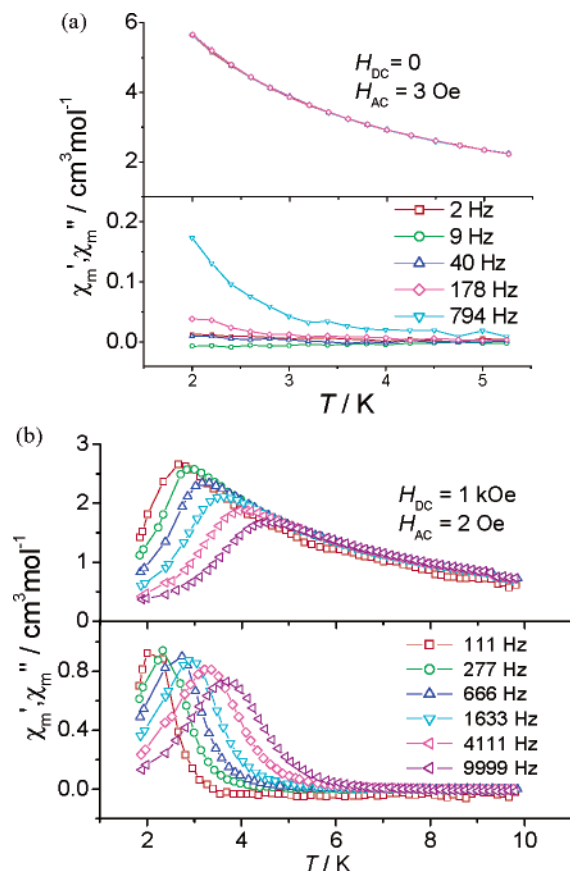 (a)
6
4
2
H_DC = 0
H_AC = 3 Oe
χm',χm'' / cm³mol⁻¹
0.2
0.1
0.0
2 Hz
9 Hz
40 Hz
178 Hz
794 Hz
2 3 4 5
T / K
(b)
3
2
1
0
H_DC = 1 kOe
H_AC = 2 Oe
χm',χm'' / cm³mol⁻¹
0.8
0.4
0.0
111 Hz
277 Hz
666 Hz
1633 Hz
4111 Hz
9999 Hz
2 4 6 8 10
T / K